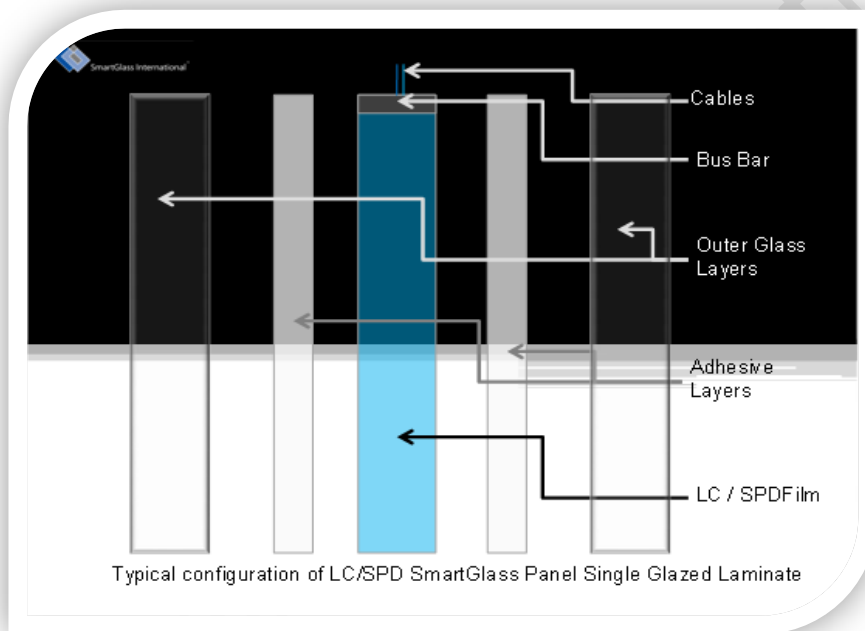 SmartGlass International
Cables
Bus Bar
Outer Glass
Layers
Adhesive
Layers
LC / SPDFilm
Typical configuration of LC/SPD SmartGlass Panel Single Glazed Laminate